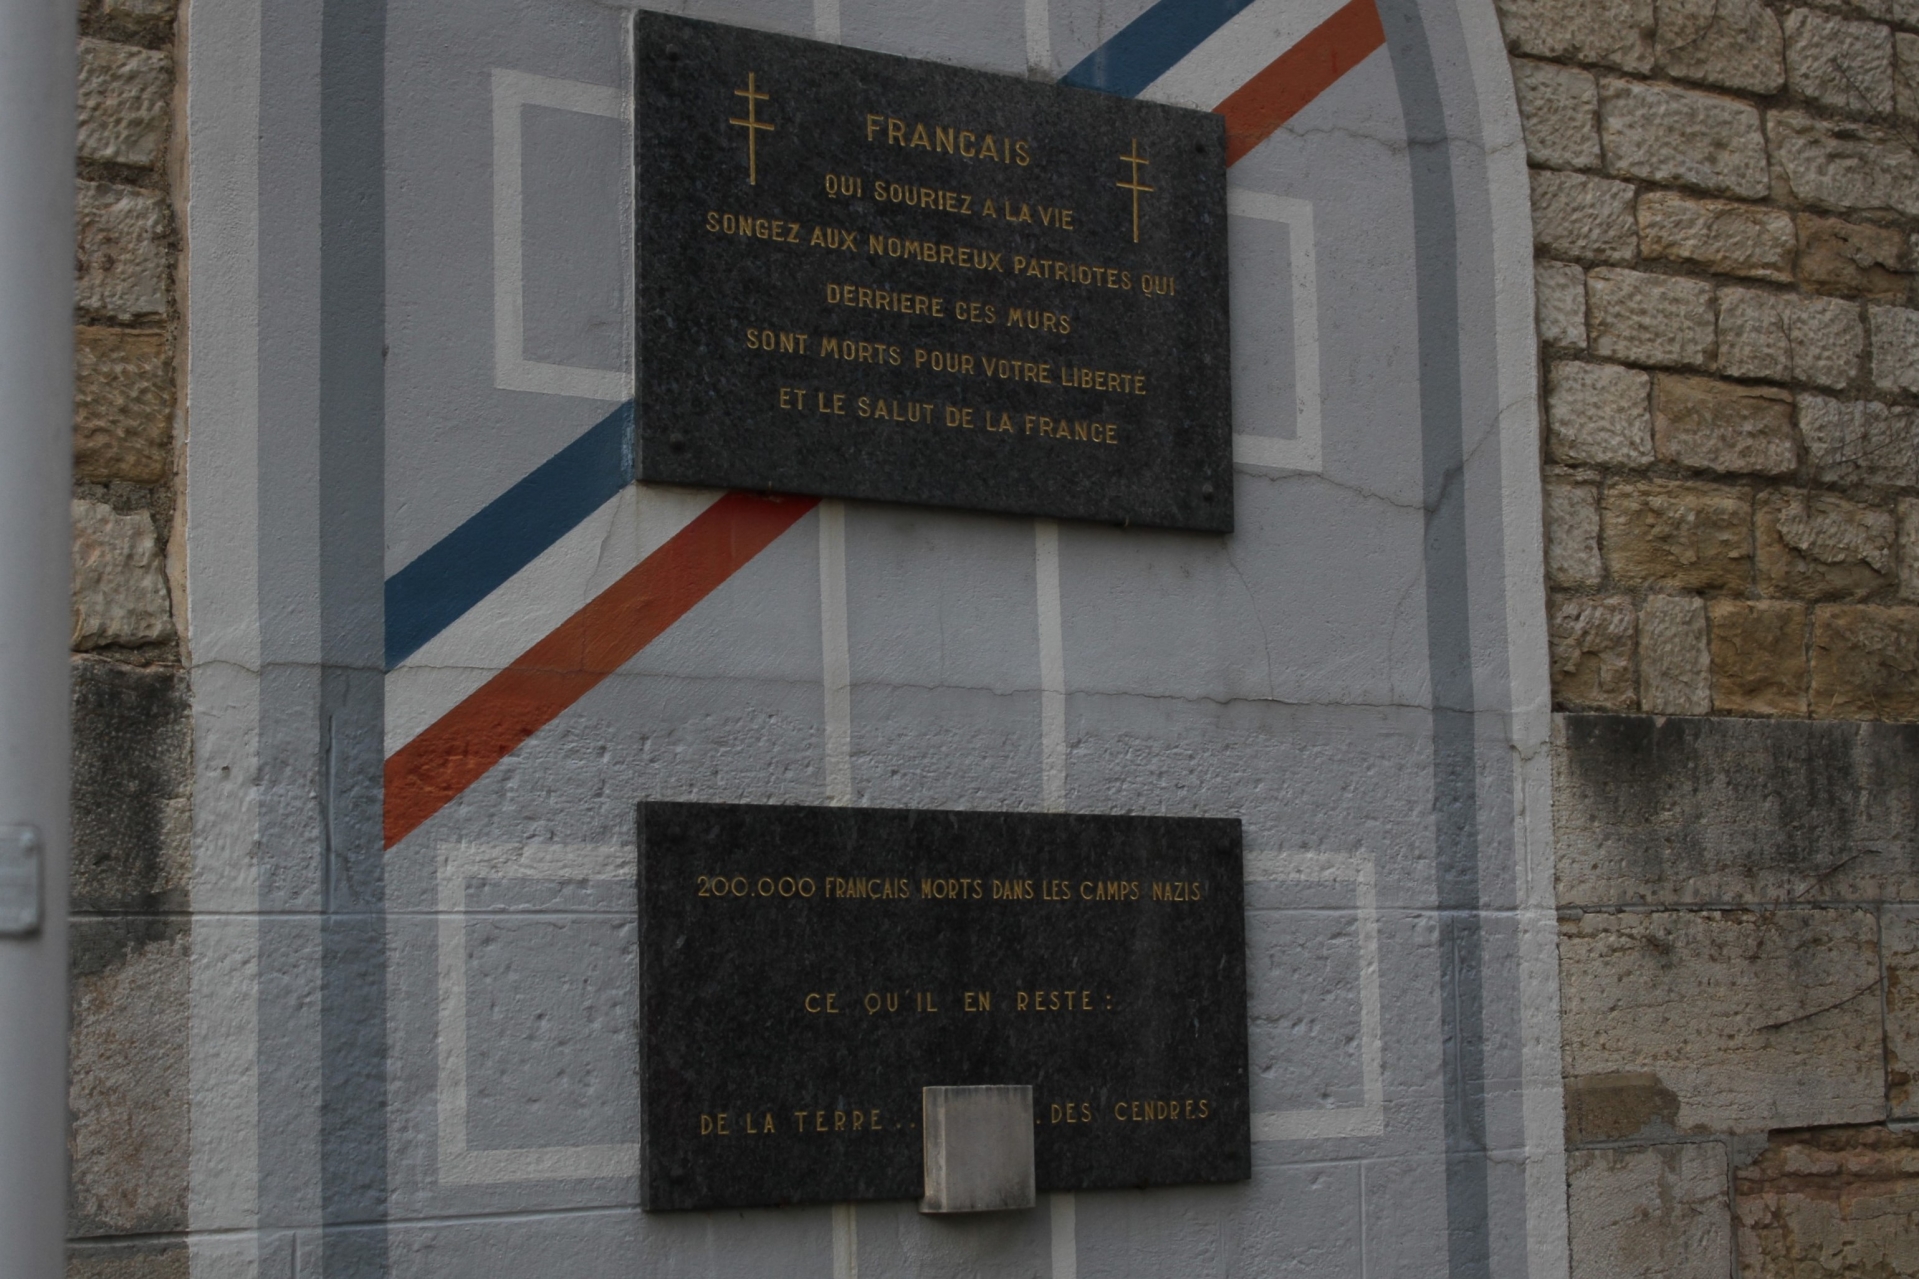 FRANÇAIS
QUI SOURIEZ A LA VIE
SONGEZ AUX NOMBREUX PATRIOTES QUI
DERRIERE CES MURS
SONT MORTS POUR VOTRE LIBERTÉ
ET LE SALUT DE LA FRANCE
200.000 FRANÇAIS MORTS DANS LES CAMPS NAZIS
CE QU'IL EN RESTE :
DE LA TERRE .. . DES CENDRES